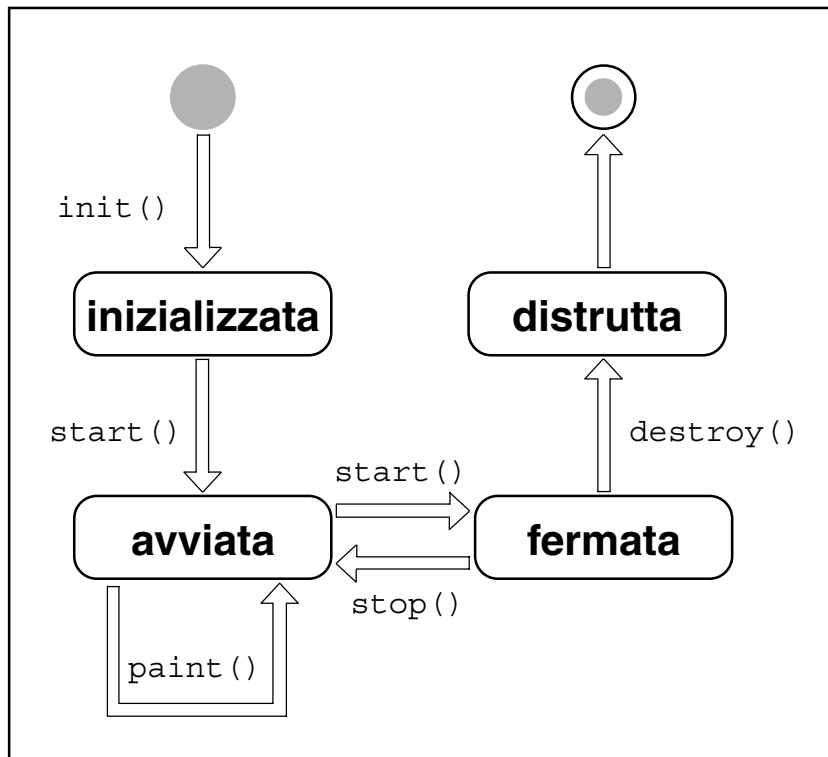 init()
inizializzata
distrutta
start()
destroy()
start()
avviata
fermata
stop()
paint()